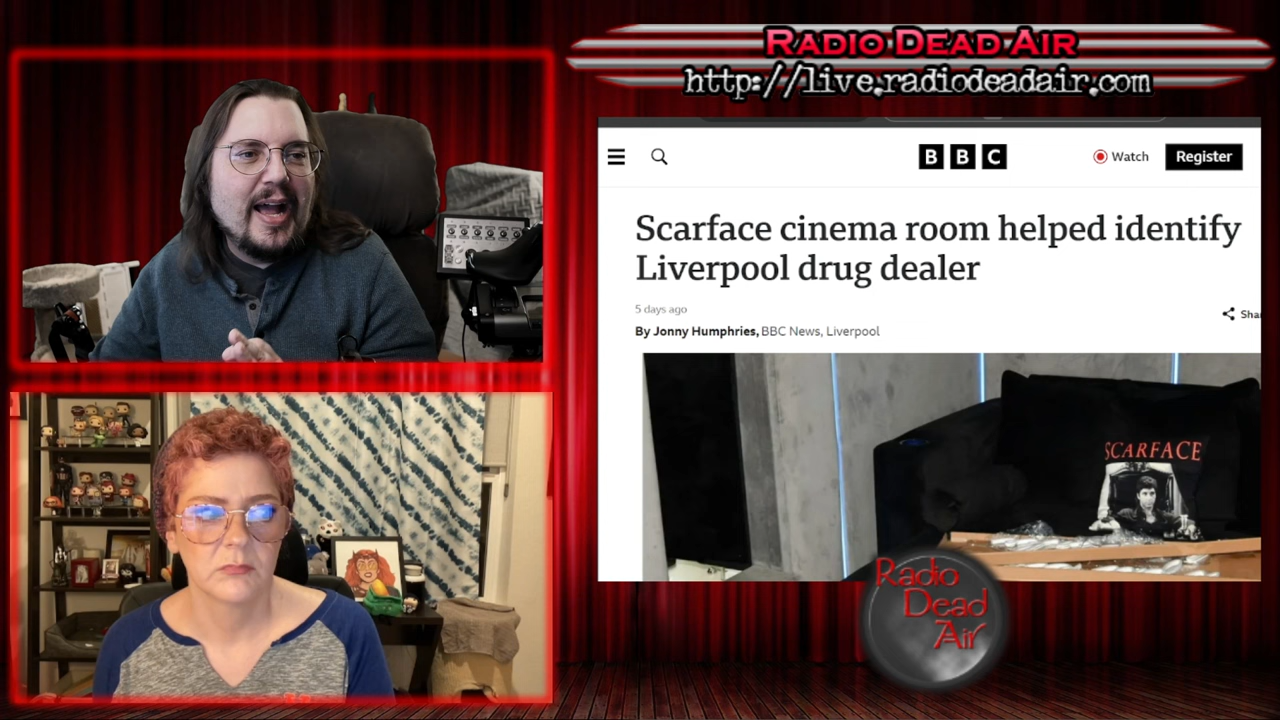 RADIO DEAD AIR
http://live.radiodeadair.com
BBC
Watch
Register
Scarface cinema room helped identify
Liverpool drug dealer
5 days ago
Shar
By Jonny Humphries, BBC News, Liverpool
SCARFACE
Radio
Dead
Air